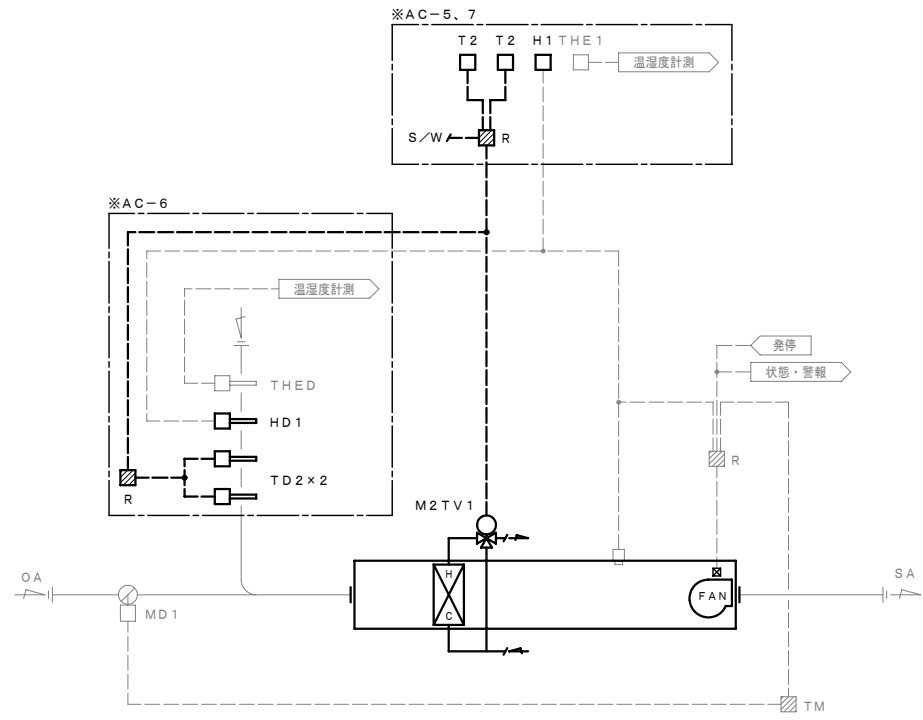 ※AC-5、7
T2 T2 H1 THE1
温湿度計測
S/W
R
※AC-6
温湿度計測
発停
状態・警報
THED
HD1
R
TD2×2
R
M2TV1
H
C
OA
MD1
FAN
SA
TM